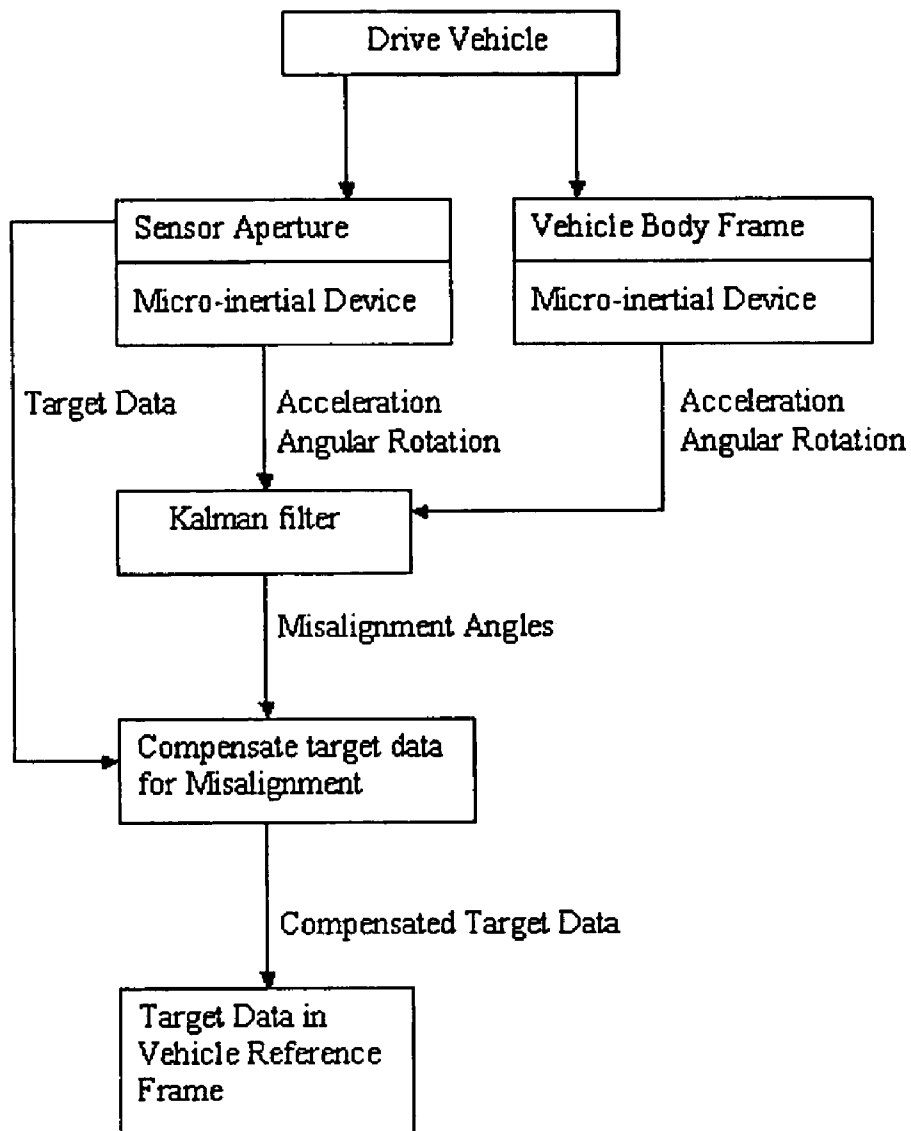 Drive Vehicle
Sensor Aperture
Micro-inertial Device
Vehicle Body Frame
Micro-inertial Device
Target Data
Acceleration
Angular Rotation
Acceleration
Angular Rotation
Kalman filter
Misalignment Angles
Compensate target data
for Misalignment
Compensated Target Data
Target Data in
Vehicle Reference
Frame